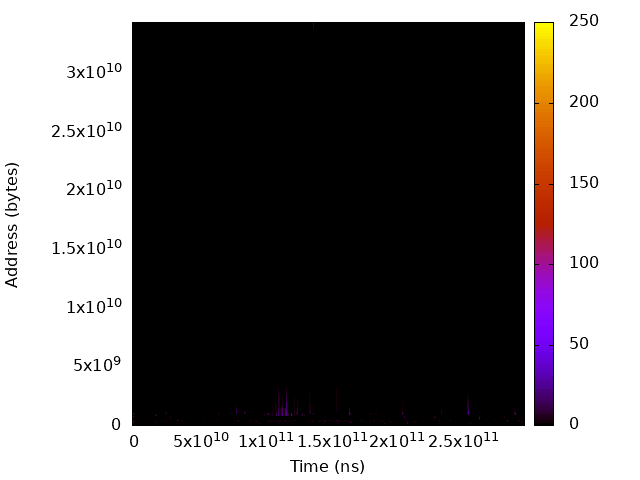 250
3x10^10
200
2.5x10^10
2x10^10
150
1.5x10^10
100
1x10^10
50
5x10^9
0
0
0 5x10^10 1x10^11 1.5x10^11 2x10^11 2.5x10^11
Time (ns)
Address (bytes)